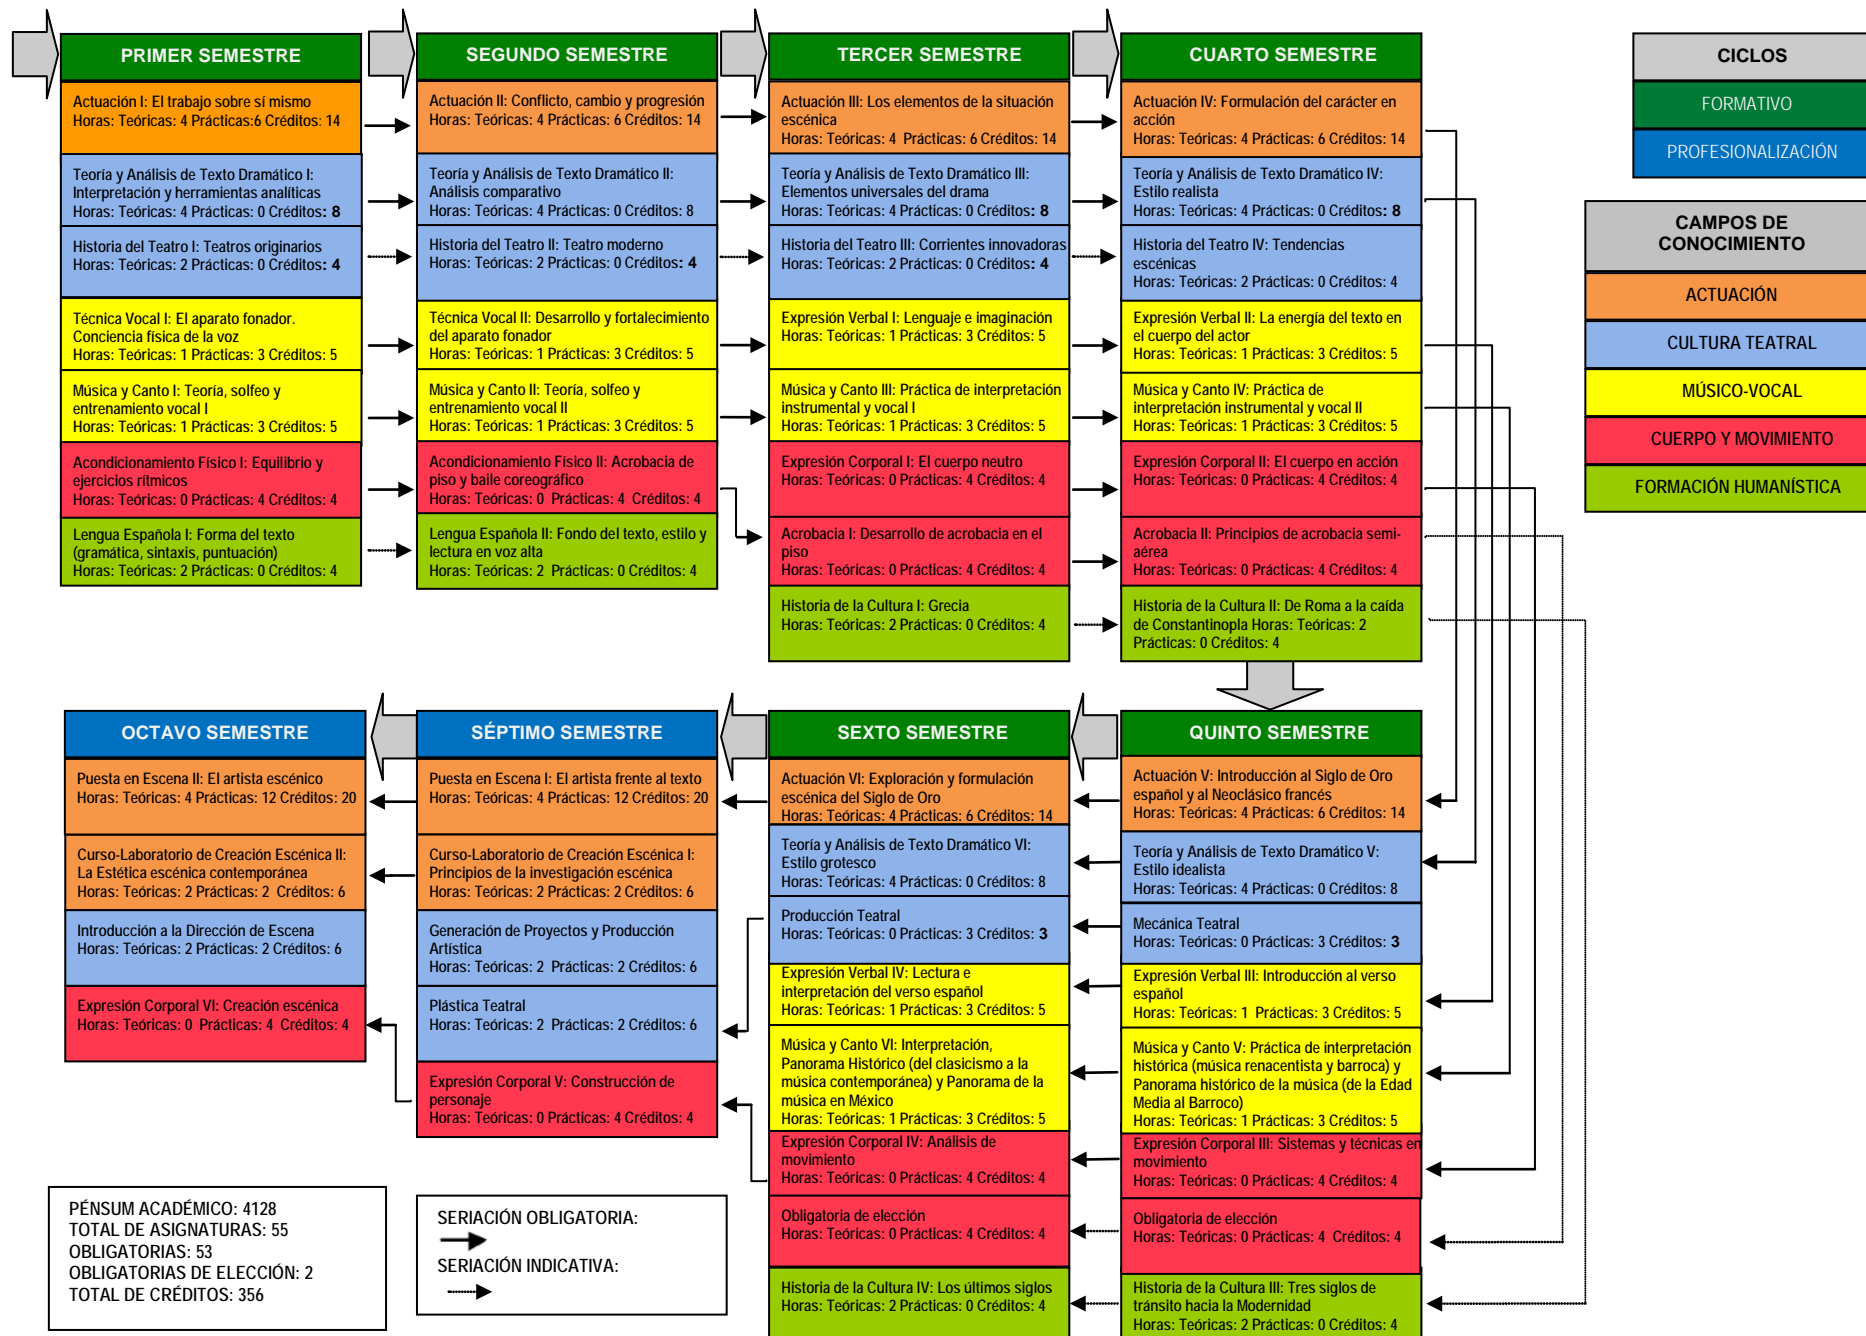 PRIMER SEMESTRE
Actuación I: El trabajo sobre sí mismo
Horas: Teóricas: 4 Prácticas:6 Créditos: 14
Teoría y Análisis de Texto Dramático I:
Interpretación y herramientas analíticas
Horas: Teóricas: 4 Prácticas: 0 Créditos: 8
Historia del Teatro I: Teatros originarios
Horas: Teóricas: 2 Prácticas: 0 Créditos: 4
Técnica Vocal I: El aparato fonador.
Conciencia física de la voz
Horas: Teóricas: 1 Prácticas: 3 Créditos: 5
Música y Canto I: Teoría, solfeo y
entrenamiento vocal I
Horas: Teóricas: 1 Prácticas: 3 Créditos: 5
Acondicionamiento Físico I: Equilibrio y
ejercicios rítmicos
Horas: Teóricas: 0 Prácticas: 4 Créditos: 4
Lengua Española I: Forma del texto
(gramática, sintaxis, puntuación)
Horas: Teóricas: 2 Prácticas: 0 Créditos: 4
SEGUNDO SEMESTRE
Actuación II: Conflicto, cambio y progresión
Horas: Teóricas: 4 Prácticas: 6 Créditos: 14
Teoría y Análisis de Texto Dramático II:
Análisis comparativo
Horas: Teóricas: 4 Prácticas: 0 Créditos: 8
Historia del Teatro II: Teatro moderno
Horas: Teóricas: 2 Prácticas: 0 Créditos: 4
Técnica Vocal II: Desarrollo y fortalecimiento
del aparato fonador
Horas: Teóricas: 1 Prácticas: 3 Créditos: 5
Música y Canto II: Teoría, solfeo y
entrenamiento vocal II
Horas: Teóricas: 1 Prácticas: 3 Créditos: 5
Acondicionamiento Físico II: Acrobacia de
piso y baile coreográfico
Horas: Teóricas: 0 Prácticas: 4 Créditos: 4
Lengua Española II: Fondo del texto, estilo y
lectura en voz alta
Horas: Teóricas: 2 Prácticas: 0 Créditos: 4
TERCER SEMESTRE
Actuación III: Los elementos de la situación
escénica
Horas: Teóricas: 4 Prácticas: 6 Créditos: 14
Teoría y Análisis de Texto Dramático III:
Elementos universales del drama
Horas: Teóricas: 4 Prácticas: 0 Créditos: 8
Historia del Teatro III: Corrientes innovadoras
Horas: Teóricas: 2 Prácticas: 0 Créditos: 4
Expresión Verbal I: Lenguaje e imaginación
Horas: Teóricas: 1 Prácticas: 3 Créditos: 5
Música y Canto III: Práctica de interpretación
instrumental y vocal I
Horas: Teóricas: 1 Prácticas: 3 Créditos: 5
Expresión Corporal I: El cuerpo neutro
Horas: Teóricas: 0 Prácticas: 4 Créditos: 4
Acrobacia I: Desarrollo de acrobacia en el
piso
Horas: Teóricas: 0 Prácticas: 4 Créditos: 4
Historia de la Cultura I: Grecia
Horas: Teóricas: 2 Prácticas: 0 Créditos: 4
CUARTO SEMESTRE
Actuación IV: Formulación del carácter en
acción
Horas: Teóricas: 4 Prácticas: 6 Créditos: 14
Teoría y Análisis de Texto Dramático IV:
Estilo realista
Horas: Teóricas: 4 Prácticas: 0 Créditos: 8
Historia del Teatro IV: Tendencias
escénicas
Horas: Teóricas: 2 Prácticas: 0 Créditos: 4
Expresión Verbal II: La energía del texto en
el cuerpo del actor
Horas: Teóricas: 1 Prácticas: 3 Créditos: 5
Música y Canto IV: Práctica de
interpretación instrumental y vocal II
Horas: Teóricas: 1 Prácticas: 3 Créditos: 5
Expresión Corporal II: El cuerpo en acción
Horas: Teóricas: 0 Prácticas: 4 Créditos: 4
Acrobacia II: Principios de acrobacia semi-
aérea
Horas: Teóricas: 0 Prácticas: 4 Créditos: 4
Historia de la Cultura II: De Roma a la caída
de Constantinopla Horas: Teóricas: 2
Prácticas: 0 Créditos: 4
CICLOS
FORMATIVO
PROFESIONALIZACIÓN
CAMPOS DE
CONOCIMIENTO
ACTUACIÓN
CULTURA TEATRAL
MÚSICO-VOCAL
CUERPO Y MOVIMIENTO
FORMACIÓN HUMANÍSTICA
OCTAVO SEMESTRE
Puesta en Escena II: El artista escénico
Horas: Teóricas: 4 Prácticas: 12 Créditos: 20
Curso-Laboratorio de Creación Escénica II:
La Estética escénica contemporánea
Horas: Teóricas: 2 Prácticas: 2 Créditos: 6
Introducción a la Dirección de Escena
Horas: Teóricas: 2 Prácticas: 2 Créditos: 6
Expresión Corporal VI: Creación escénica
Horas: Teóricas: 0 Prácticas: 4 Créditos: 4
SÉPTIMO SEMESTRE
Puesta en Escena I: El artista frente al texto
Horas: Teóricas: 4 Prácticas: 12 Créditos: 20
Curso-Laboratorio de Creación Escénica I:
Principios de la investigación escénica
Horas: Teóricas: 2 Prácticas: 2 Créditos: 6
Generación de Proyectos y Producción
Artística
Horas: Teóricas: 2 Prácticas: 2 Créditos: 6
Plástica Teatral
Horas: Teóricas: 2 Prácticas: 2 Créditos: 6
Expresión Corporal V: Construcción de
personaje
Horas: Teóricas: 0 Prácticas: 4 Créditos: 4
SEXTO SEMESTRE
Actuación VI: Exploración y formulación
escénica del Siglo de Oro
Horas: Teóricas: 4 Prácticas: 6 Créditos: 14
Teoría y Análisis de Texto Dramático VI:
Estilo grotesco
Horas: Teóricas: 4 Prácticas: 0 Créditos: 8
Producción Teatral
Horas: Teóricas: 0 Prácticas: 3 Créditos: 3
Expresión Verbal IV: Lectura e
interpretación del verso español
Horas: Teóricas: 1 Prácticas: 3 Créditos: 5
Música y Canto VI: Interpretación,
Panorama Histórico (del clasicismo a la
música contemporánea) y Panorama de la
música en México
Horas: Teóricas: 1 Prácticas: 3 Créditos: 5
Expresión Corporal IV: Análisis de
movimiento
Horas: Teóricas: 0 Prácticas: 4 Créditos: 4
Obligatoria de elección
Horas: Teóricas: 0 Prácticas: 4 Créditos: 4
Historia de la Cultura IV: Los últimos siglos
Horas: Teóricas: 2 Prácticas: 0 Créditos: 4
QUINTO SEMESTRE
Actuación V: Introducción al Siglo de Oro
español y al Neoclásico francés
Horas: Teóricas: 4 Prácticas: 6 Créditos: 14
Teoría y Análisis de Texto Dramático V:
Estilo idealista
Horas: Teóricas: 4 Prácticas: 0 Créditos: 8
Mecánica Teatral
Horas: Teóricas: 0 Prácticas: 3 Créditos: 3
Expresión Verbal III: Introducción al verso
español
Horas: Teóricas: 1 Prácticas: 3 Créditos: 5
Música y Canto V: Práctica de interpretación
histórica (música renacentista y barroca) y
Panorama histórico de la música (de la Edad
Media al Barroco)
Horas: Teóricas: 1 Prácticas: 3 Créditos: 5
Expresión Corporal III: Sistemas y técnicas en
movimiento
Horas: Teóricas: 0 Prácticas: 4 Créditos: 4
Obligatoria de elección
Horas: Teóricas: 0 Prácticas: 4 Créditos: 4
Historia de la Cultura III: Tres siglos de
tránsito hacia la Modernidad
Horas: Teóricas: 2 Prácticas: 0 Créditos: 4
PÉNSUM ACADÉMICO: 4128
TOTAL DE ASIGNATURAS: 55
OBLIGATORIAS: 53
OBLIGATORIAS DE ELECCIÓN: 2
TOTAL DE CRÉDITOS: 356
SERIACIÓN OBLIGATORIA:
SERIACIÓN INDICATIVA: